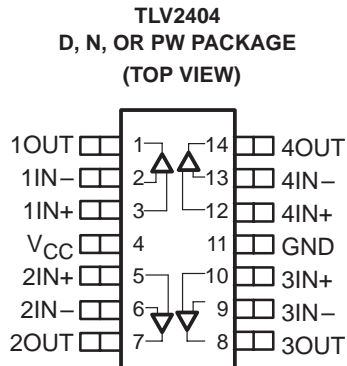 TLV2404
D, N, OR PW PACKAGE
(TOP VIEW)
1OUT 1 14 4OUT
1IN− 2 13 4IN−
1IN+ 3 12 4IN+
VCC 4 11 GND
2IN+ 5 10 3IN+
2IN− 6 9 3IN−
2OUT 7 8 3OUT